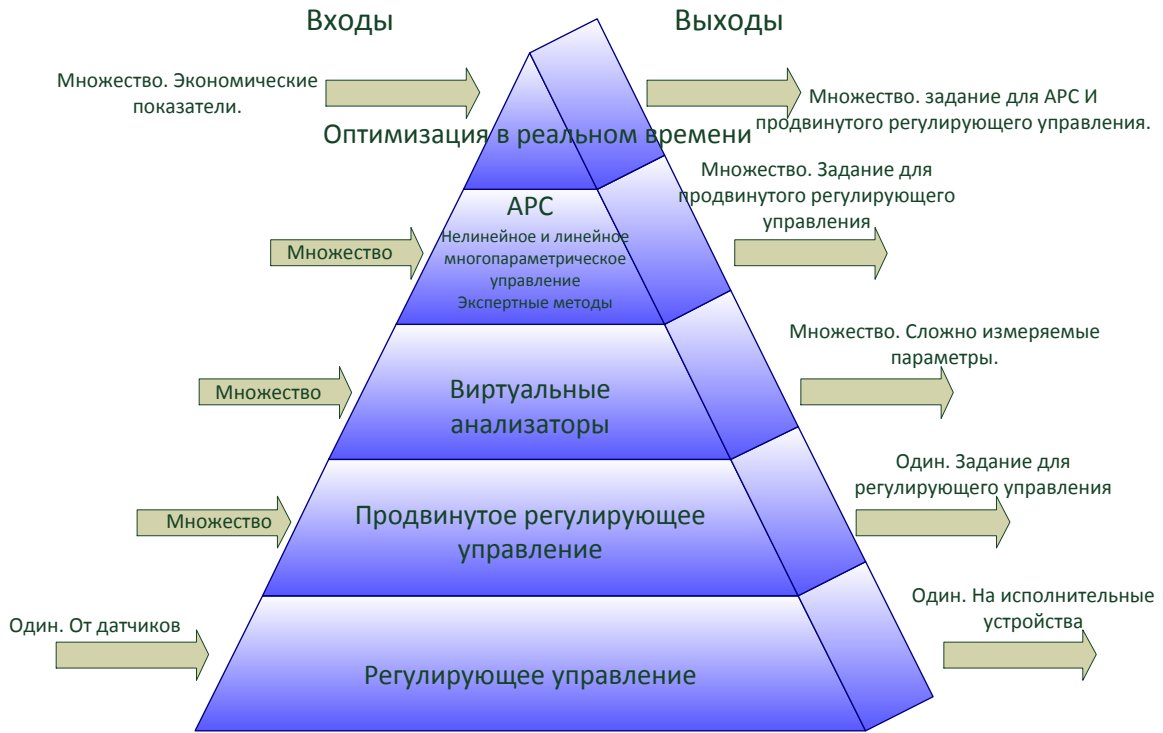 Входы
Выходы
Множество. Экономические
показатели.
Множество. задание для АРС И
продвинутого регулирующего управления.
Оптимизация в реальном времени
Множество. Задание для
продвинутого регулирующего
управления
АРС
Нелинейное и линейное
многопараметрическое
управление
Экспертные методы
Множество
Множество. Сложно измеряемые
параметры.
Множество
Виртуальные
анализаторы
Один. Задание для
регулирующего управления
Множество
Продвинутое регулирующее
управление
Один. На исполнительные
устройства
Один. От датчиков
Регулирующее управление